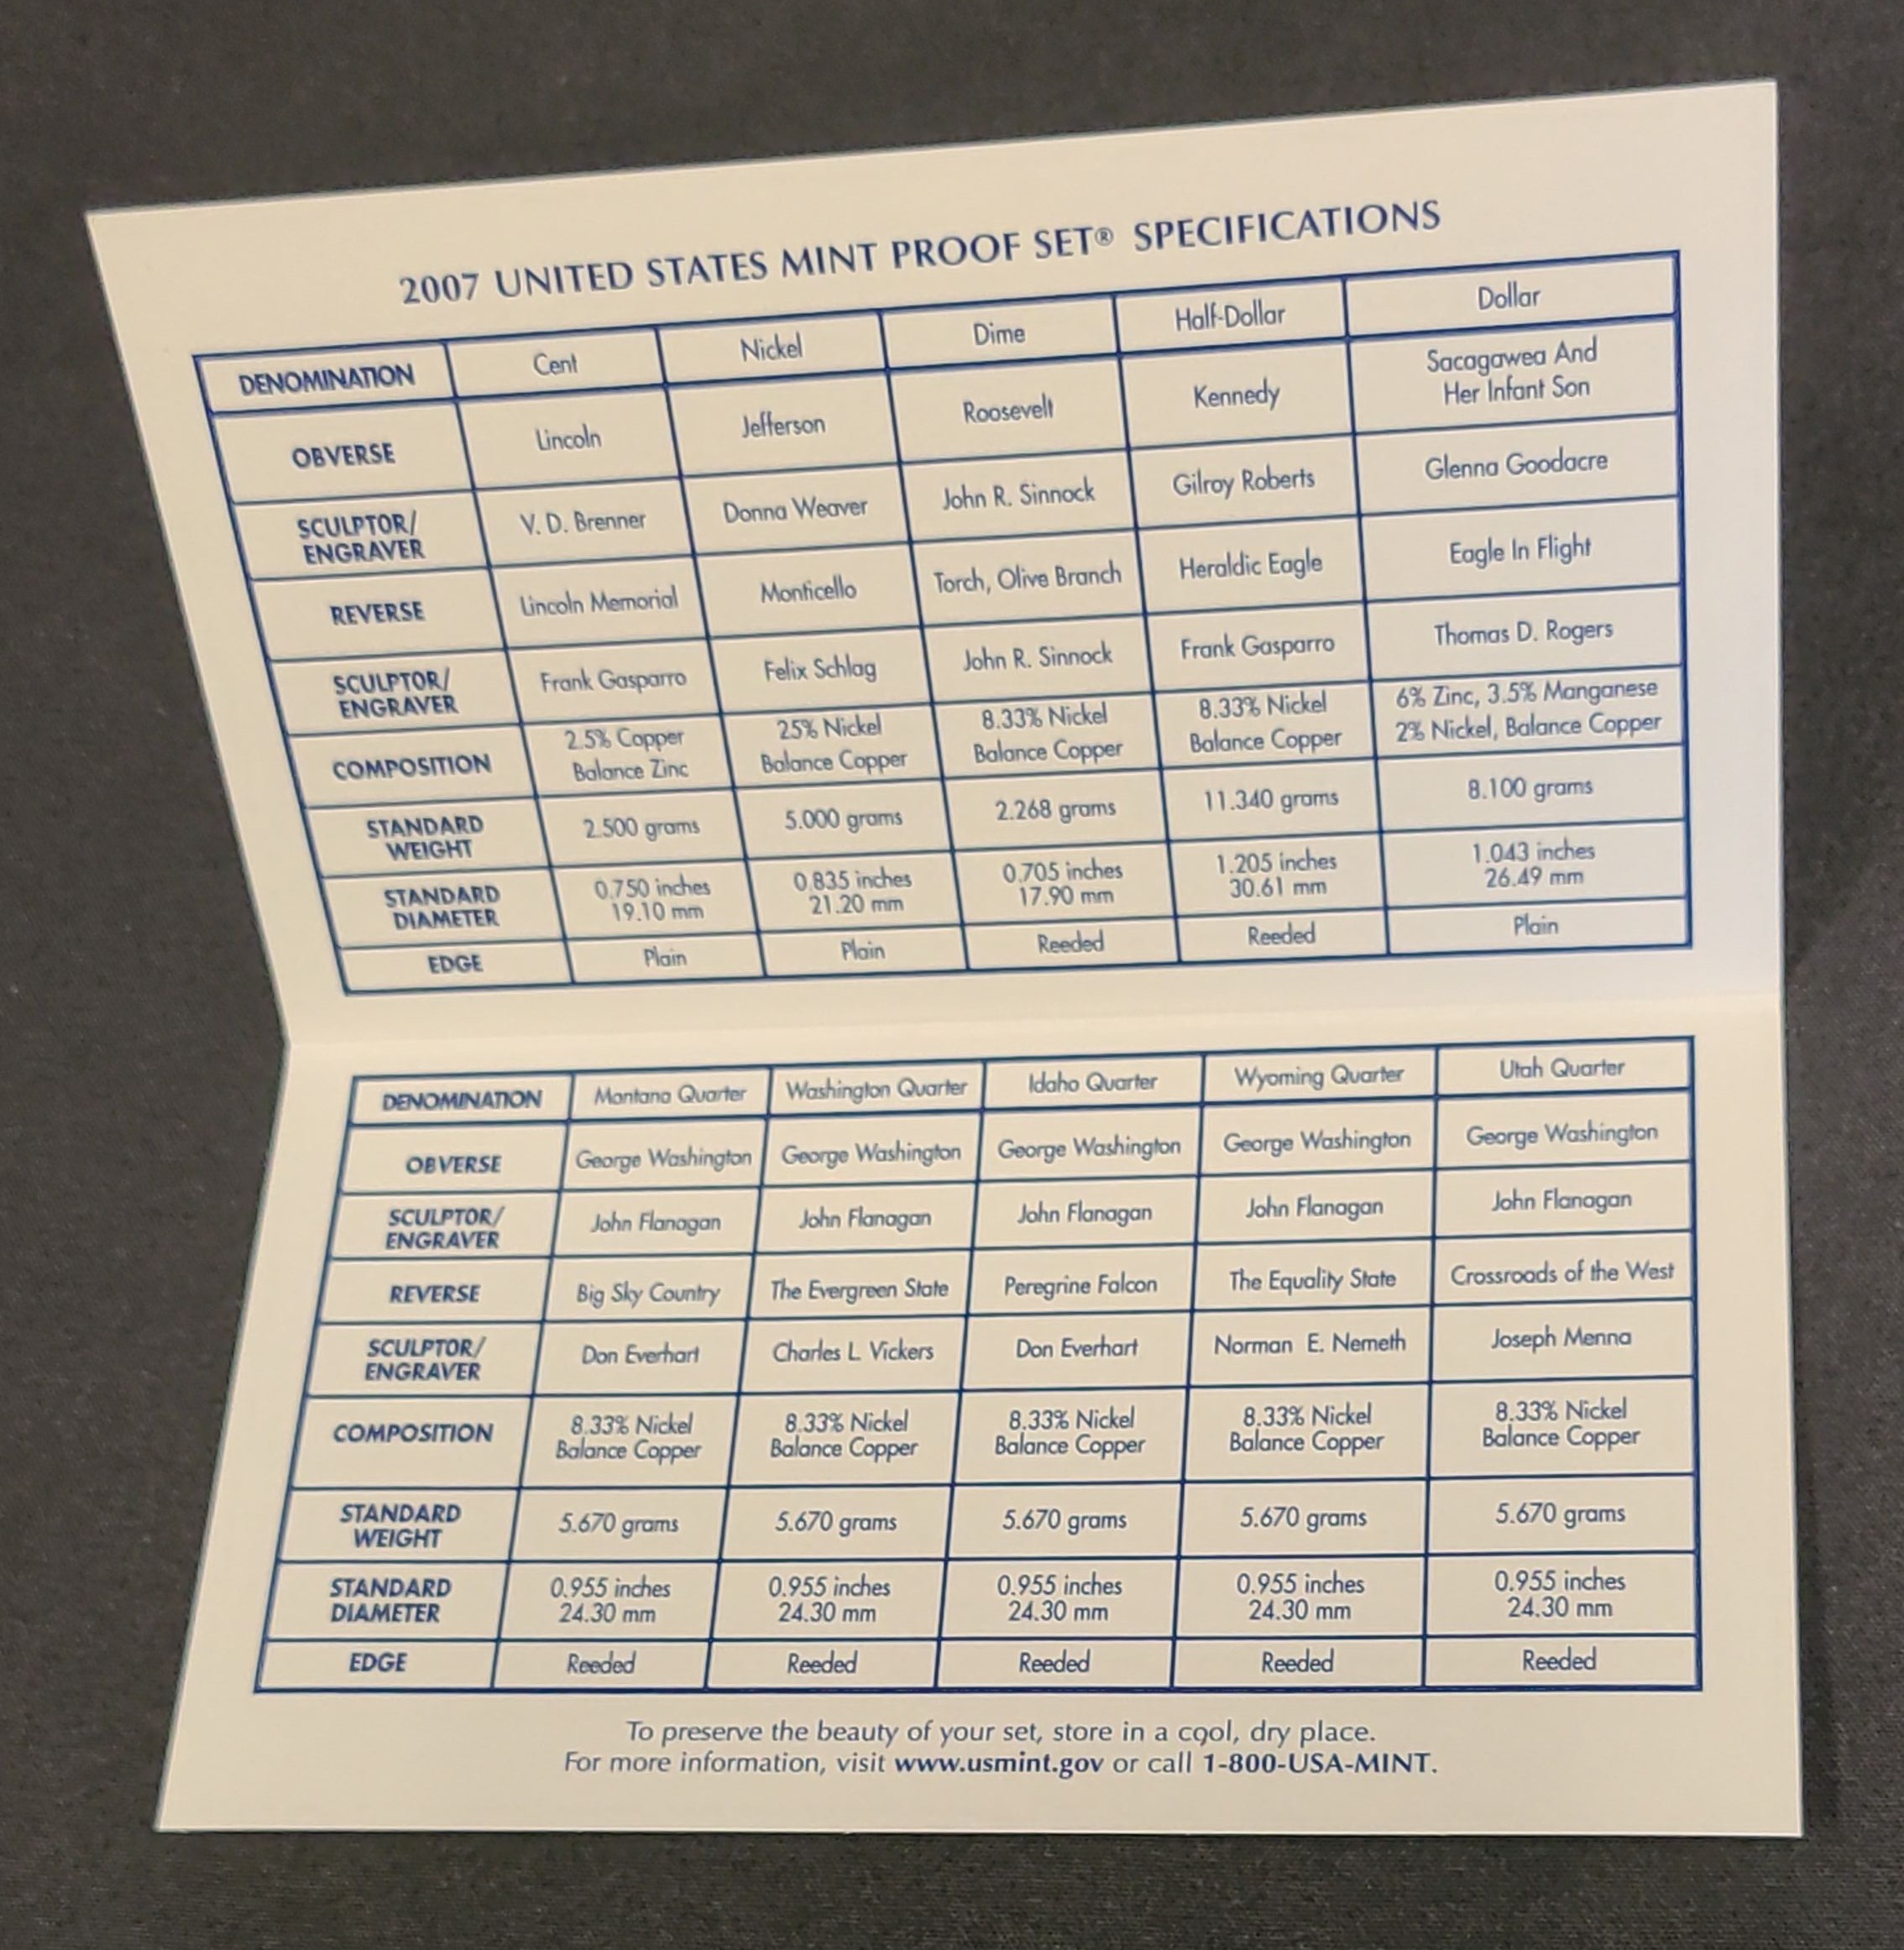 2007 UNITED STATES MINT PROOF SET® SPECIFICATIONS
DENOMINATION Cent Nickel Dime Half-Dollar Dollar
OBVERSE Lincoln Jefferson Roosevelt Kennedy Sacagawea And
Her Infant Son
SCULPTOR/ V. D. Brenner Donna Weaver John R. Sinnock Gilroy Roberts Glenna Goodacre
ENGRAVER
REVERSE Lincoln Memorial Monticello Torch, Olive Branch Heraldic Eagle Eagle In Flight
SCULPTOR/ Frank Gasparro Felix Schlag John R. Sinnock Frank Gasparro Thomas D. Rogers
ENGRAVER
COMPOSITION 2.5% Copper 25% Nickel 8.33% Nickel 8.33% Nickel 6% Zinc, 3.5% Manganese
Balance Zinc Balance Copper Balance Copper Balance Copper 2% Nickel, Balance Copper
STANDARD 2.500 grams 5.000 grams 2.268 grams 11.340 grams 8.100 grams
WEIGHT
STANDARD 0.750 inches 0.835 inches 0.705 inches 1.205 inches 1.043 inches
DIAMETER 19.10 mm 21.20 mm 17.90 mm 30.61 mm 26.49 mm
EDGE Plain Plain Reeded Reeded Plain
DENOMINATION Montana Quarter Washington Quarter Idaho Quarter Wyoming Quarter Utah Quarter
OBVERSE George Washington George Washington George Washington George Washington George Washington
SCULPTOR/ John Flanagan John Flanagan John Flanagan John Flanagan John Flanagan
ENGRAVER
REVERSE Big Sky Country The Evergreen State Peregrine Falcon The Equality State Crossroads of the West
SCULPTOR/ Don Everhart Charles L. Vickers Don Everhart Norman E. Nemeth Joseph Menna
ENGRAVER
COMPOSITION 8.33% Nickel 8.33% Nickel 8.33% Nickel 8.33% Nickel 8.33% Nickel
Balance Copper Balance Copper Balance Copper Balance Copper Balance Copper
STANDARD 5.670 grams 5.670 grams 5.670 grams 5.670 grams 5.670 grams
WEIGHT
STANDARD 0.955 inches 0.955 inches 0.955 inches 0.955 inches 0.955 inches
DIAMETER 24.30 mm 24.30 mm 24.30 mm 24.30 mm 24.30 mm
EDGE Reeded Reeded Reeded Reeded Reeded
To preserve the beauty of your set, store in a cool, dry place.
For more information, visit www.usmint.gov or call 1-800-USA-MINT.